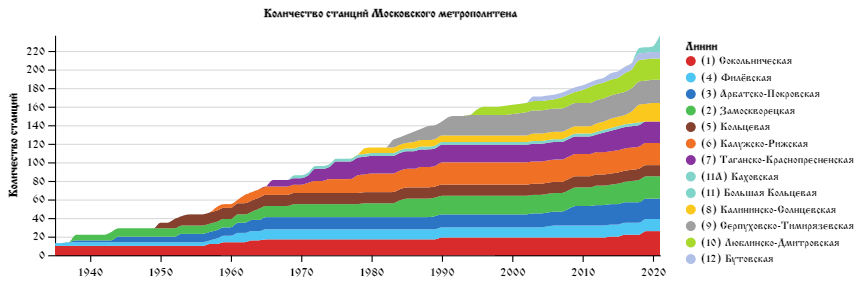 Количество станций Московского метрополитена
Количество станций
220
200
180
160
140
120
100
80
60
40
20
0
1940 1950 1960 1970 1980 1990 2000 2010 2020
Линии
(1) Сокольническая
(4) Филёвская
(3) Арбатско-Покровская
(2) Замоскворецкая
(5) Кольцевая
(6) Калужско-Рижская
(7) Таганско-Краснопресненская
(11А) Каховская
(11) Большая Кольцевая
(8) Калининско-Солнцевская
(9) Серпуховско-Тимирязевская
(10) Люблинско-Дмитровская
(12) Бутовская